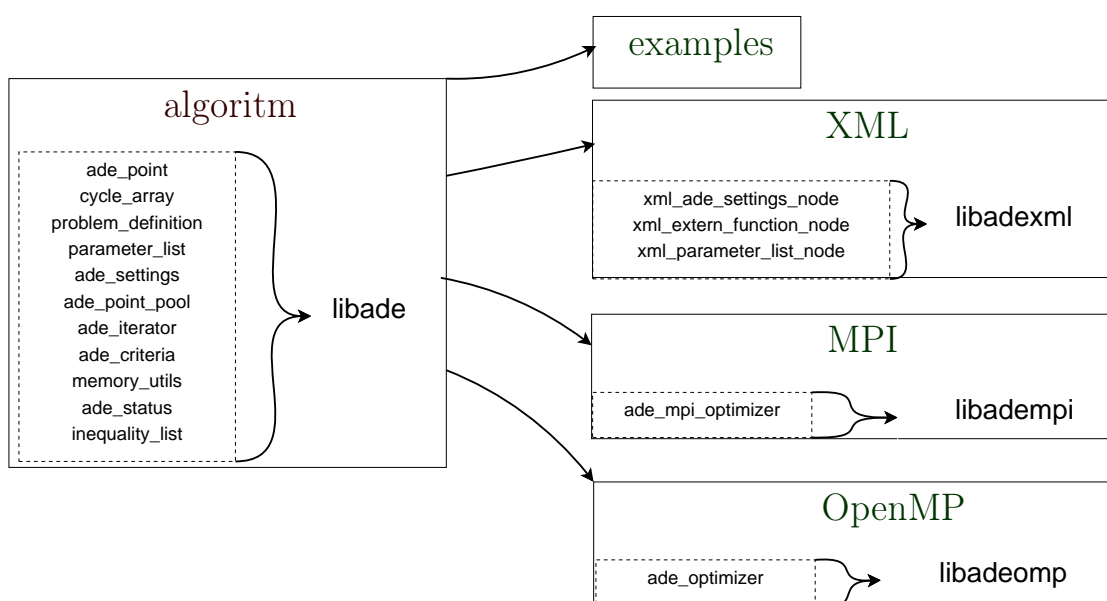 examples
algoritm
ade_point
cycle_array
problem_definition
parameter_list
ade_settings
ade_point_pool
ade_iterator
ade_criteria
memory_utils
ade_status
inequality_list
libade
XML
xml_ade_settings_node
xml_extern_function_node
xml_parameter_list_node
libadexml
MPI
ade_mpi_optimizer
libadempi
OpenMP
ade_optimizer
libadeomp